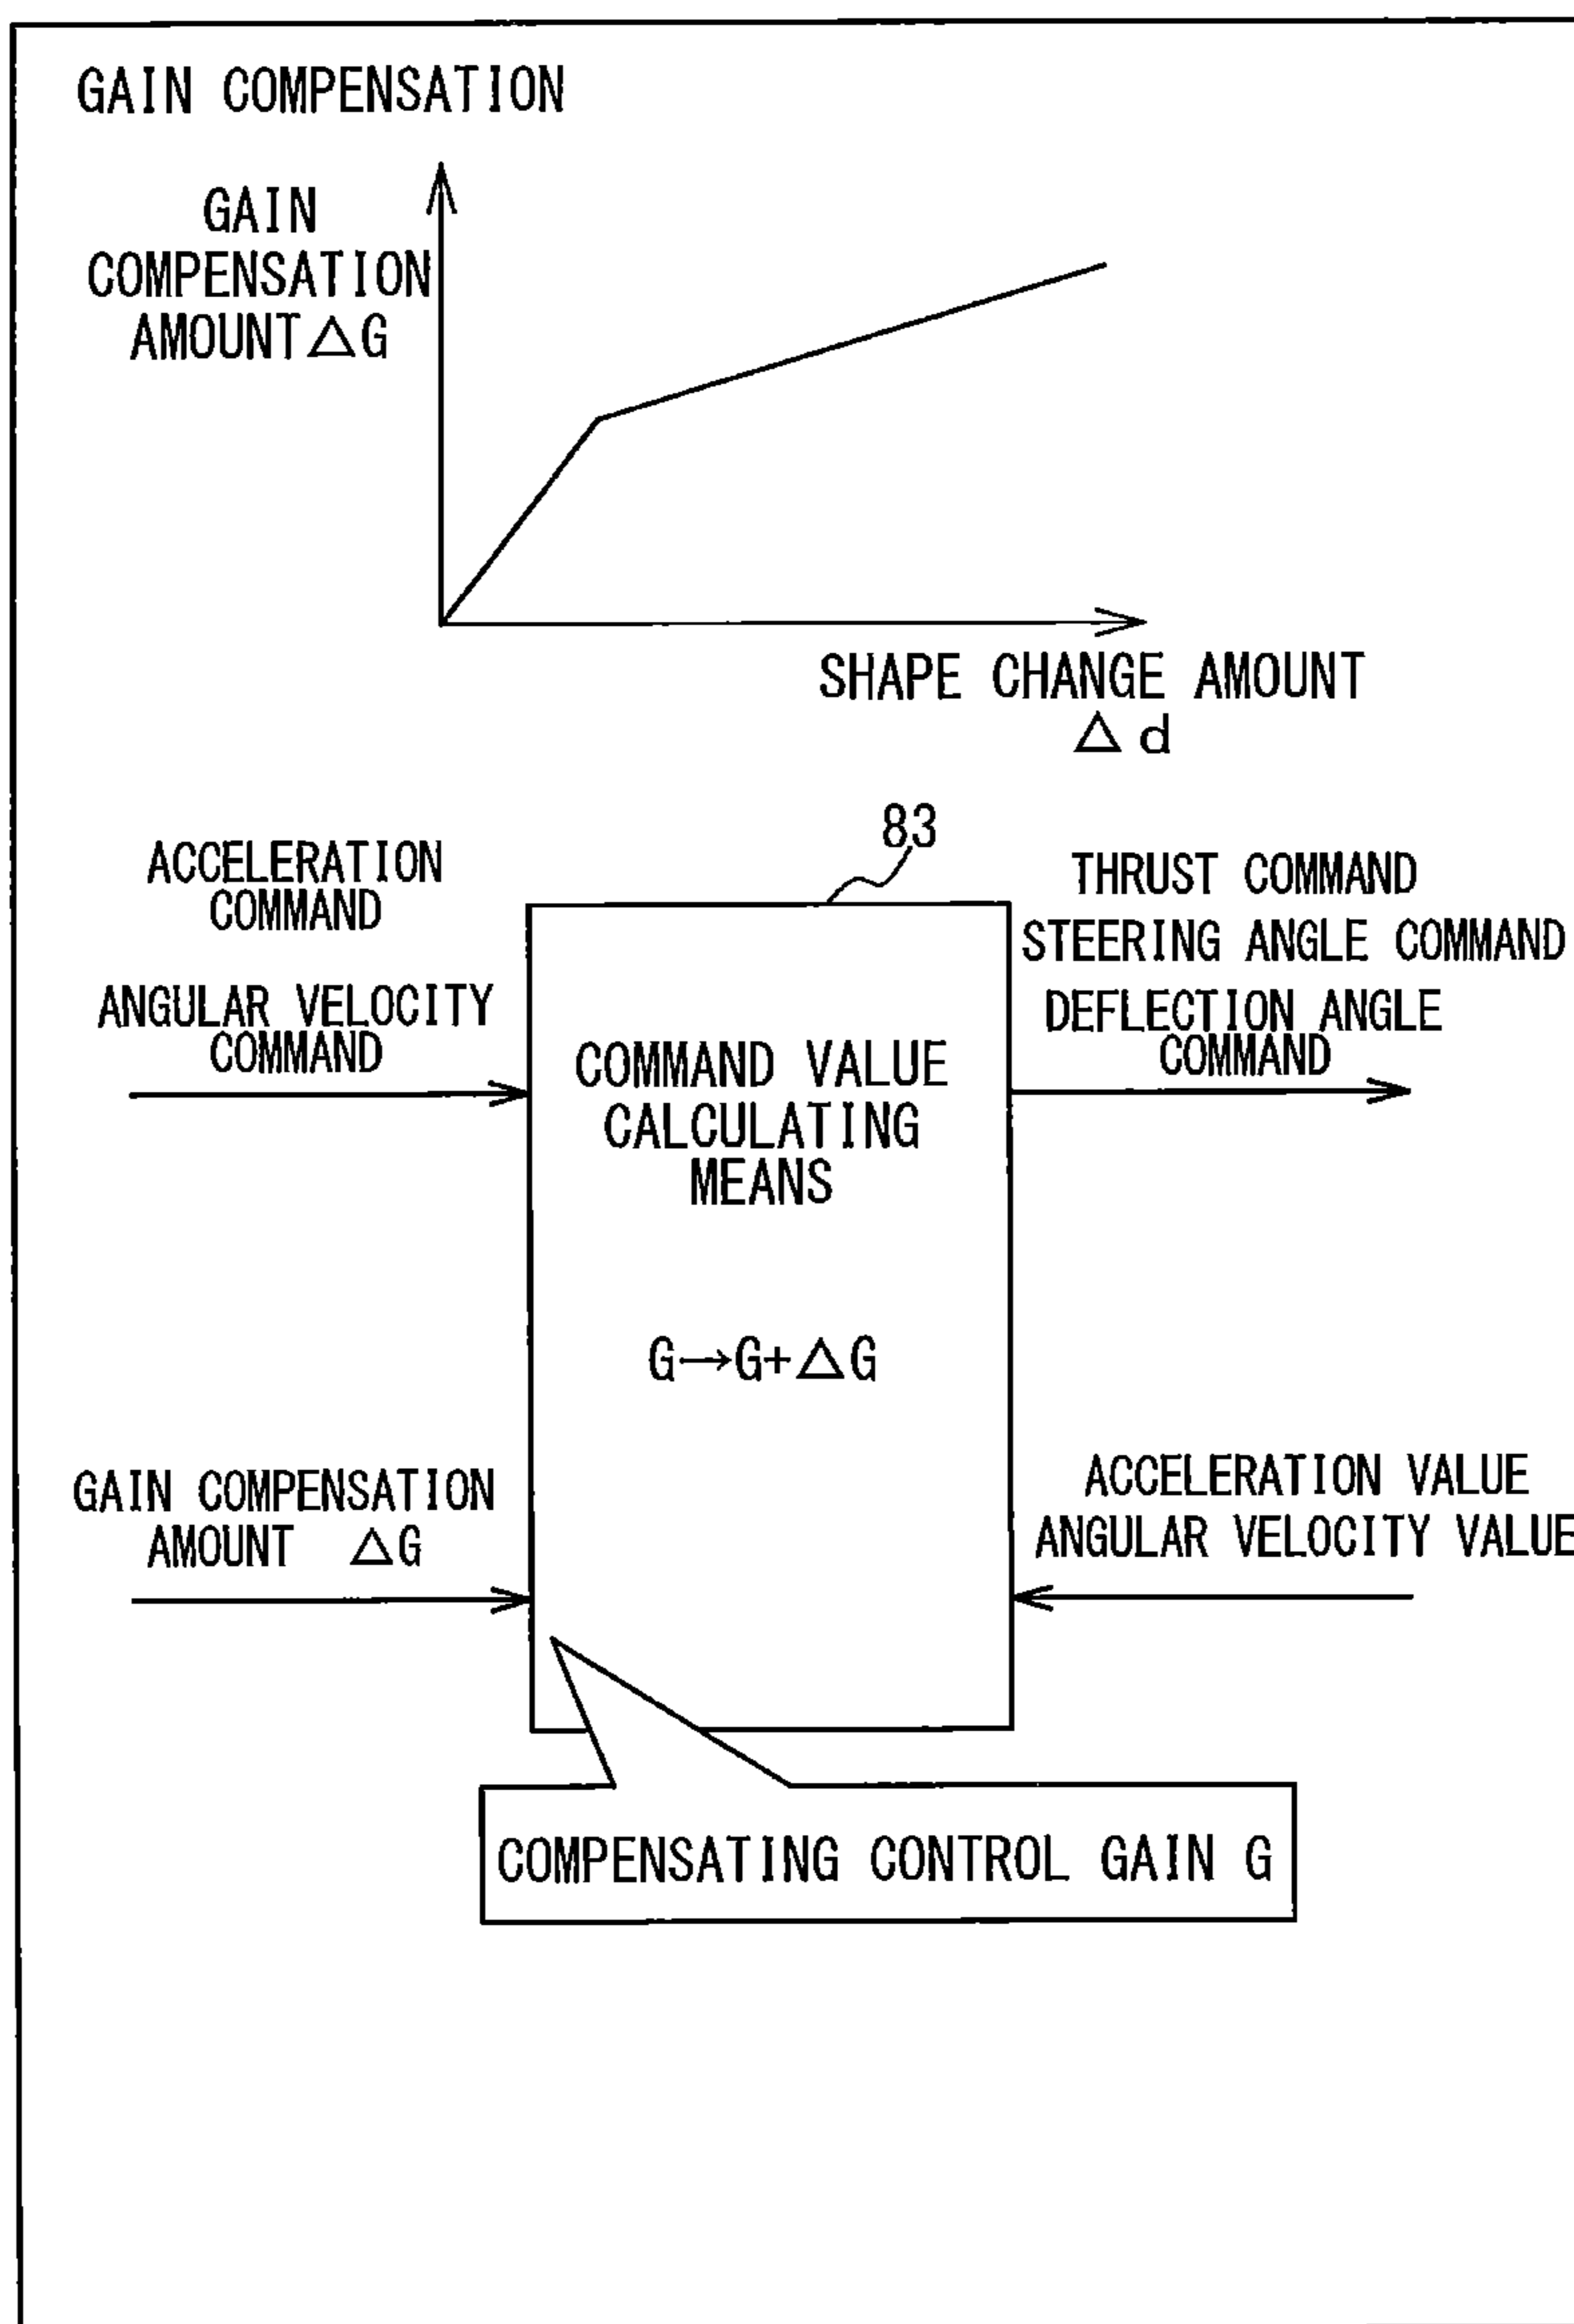 GAIN COMPENSATION
GAIN
COMPENSATION
AMOUNT△G
SHAPE CHANGE AMOUNT
△d
83
ACCELERATION
COMMAND
ANGULAR VELOCITY
COMMAND
THRUST COMMAND
STEERING ANGLE COMMAND
DEFLECTION ANGLE
COMMAND
COMMAND VALUE
CALCULATING
MEANS
G→G+△G
GAIN COMPENSATION
AMOUNT △G
ACCELERATION VALUE
ANGULAR VELOCITY VALUE
COMPENSATING CONTROL GAIN G